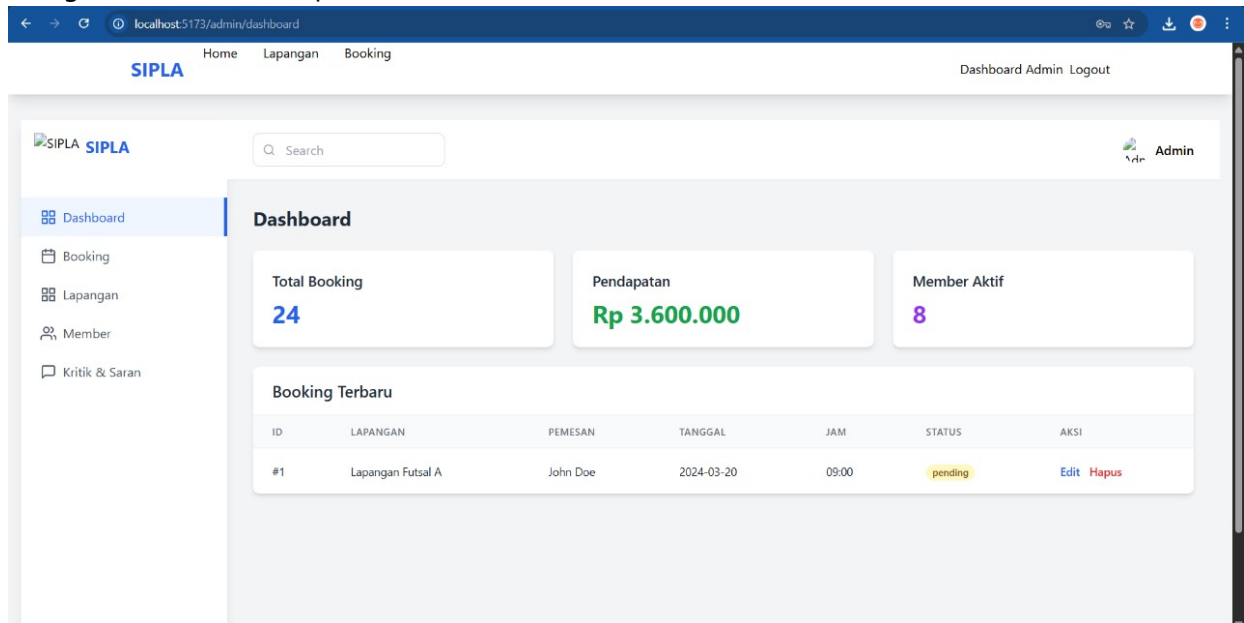 localhost:5173/admin/dashboard
SIPLA
Home Lapangan Booking
Dashboard Admin Logout
SIPLA SIPLA
Search
Admin
Dashboard
Booking
Lapangan
Member
Kritik & Saran
Dashboard
Total Booking
24
Pendapatan
Rp 3.600.000
Member Aktif
8
Booking Terbaru
ID LAPANGAN PEMESAN TANGGAL JAM STATUS AKSI
#1 Lapangan Futsal A John Doe 2024-03-20 09:00 pending Edit Hapus